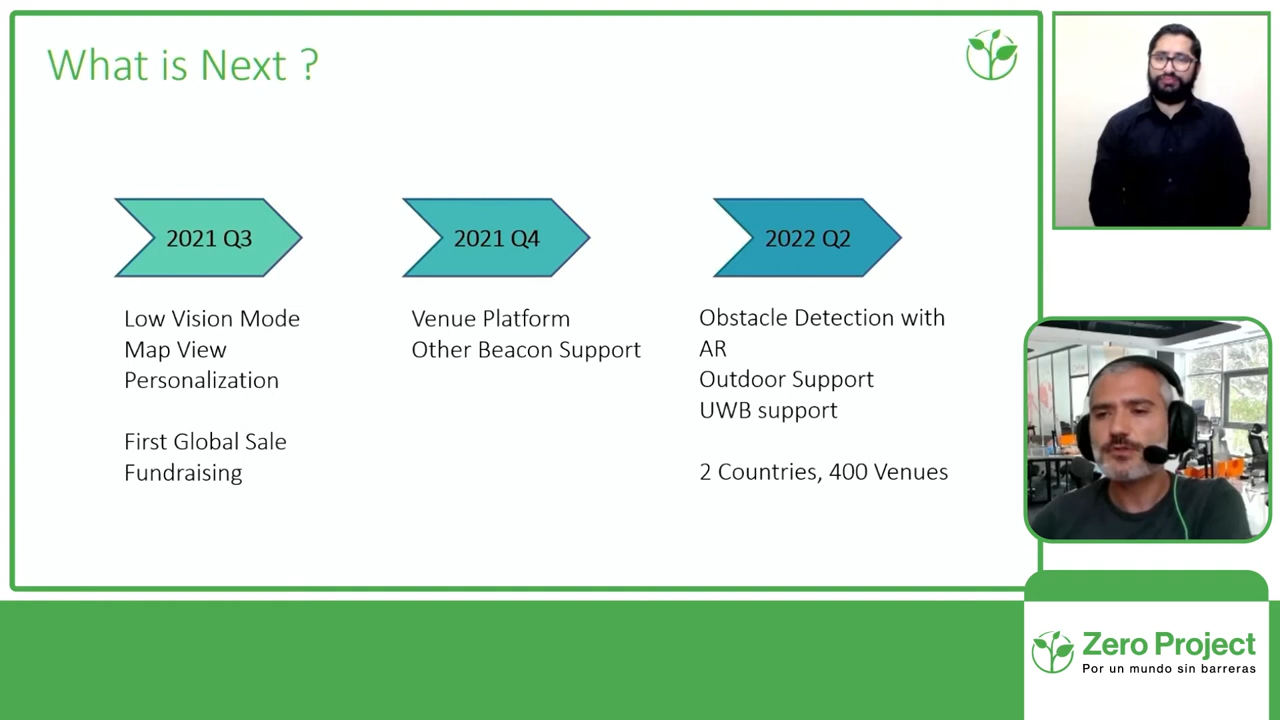 What is Next ?
2021 Q3
Low Vision Mode
Map View
Personalization
First Global Sale
Fundraising
2021 Q4
Venue Platform
Other Beacon Support
2022 Q2
Obstacle Detection with
AR
Outdoor Support
UWB support
2 Countries, 400 Venues
Zero Project
Por un mundo sin barreras